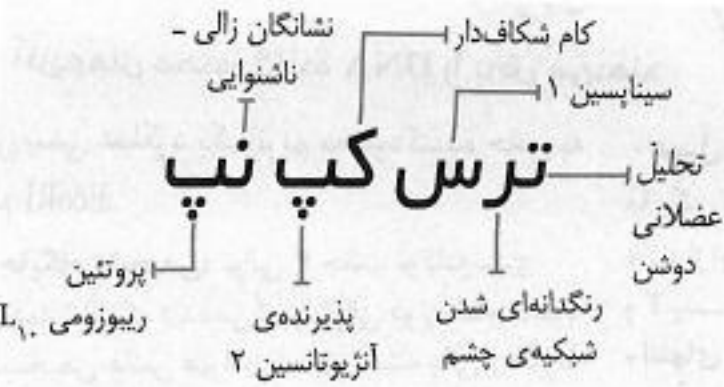 کام شکاف‌دار
نشانگان زالی -
ناشنوایی
سیناپسین ۱
ترس کپ نپ
تحلیل
عضلانی
دوشن
رنگدانه‌ای شدن
شبکیه‌ی چشم
پذیرنده‌ی
آنژیوتانسین ۲
پروتئین
ریبوزومی L۱۰